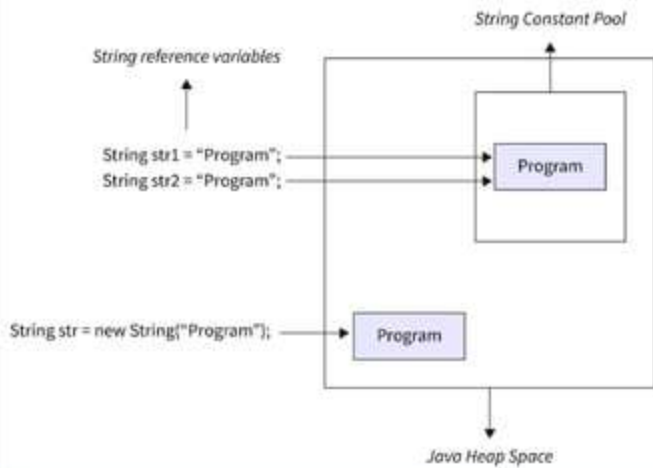 String Constant Pool
String reference variables
String str1 = “Program”;
String str2 = “Program”;
Program
String str = new String(“Program”);
Program
Java Heap Space